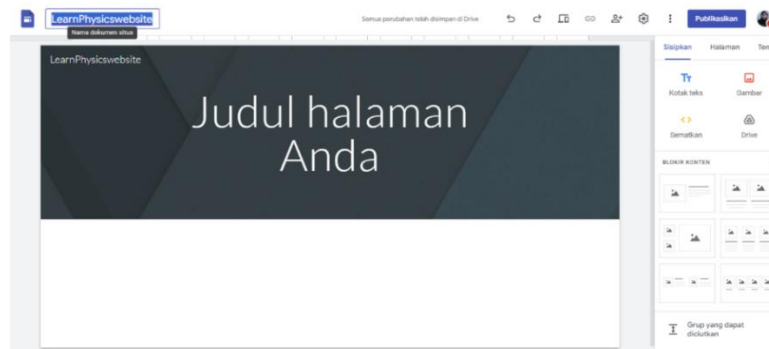 LearnPhysicswebsite
Nama dokumen situs
Semua perubahan telah disimpan di Drive
Publikasikan
LearnPhysicswebsite
Judul halaman
Anda
Sisipkan Halaman
Kotak teks Gambar
Sematkan Drive
BLOKIR KONTEN
Grup yang dapat
diciutkan